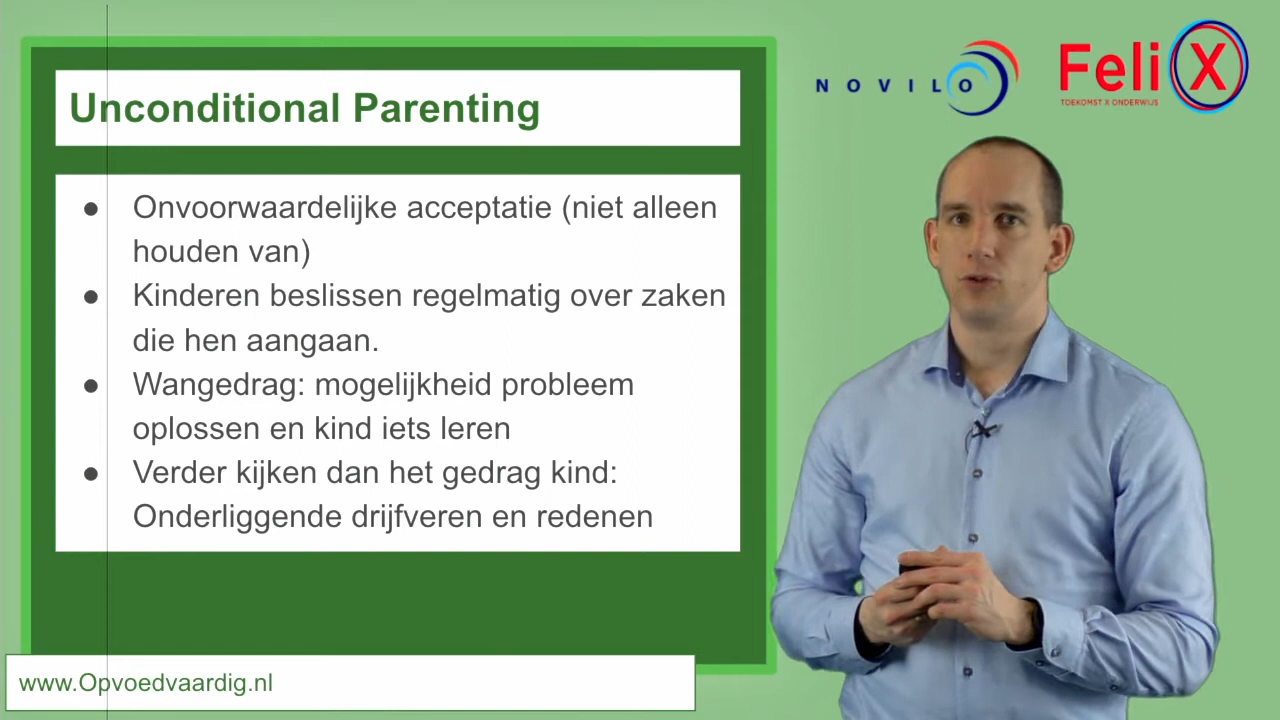 Unconditional Parenting
● Onvoorwaardelijke acceptatie (niet alleen
houden van)
● Kinderen beslissen regelmatig over zaken
die hen aangaan.
● Wangedrag: mogelijkheid probleem
oplossen en kind iets leren
● Verder kijken dan het gedrag kind:
Onderliggende drijfveren en redenen
www.Opvoedvaardig.nl
NOVILO
FeliX
TOEKOMST X ONDERWIJS